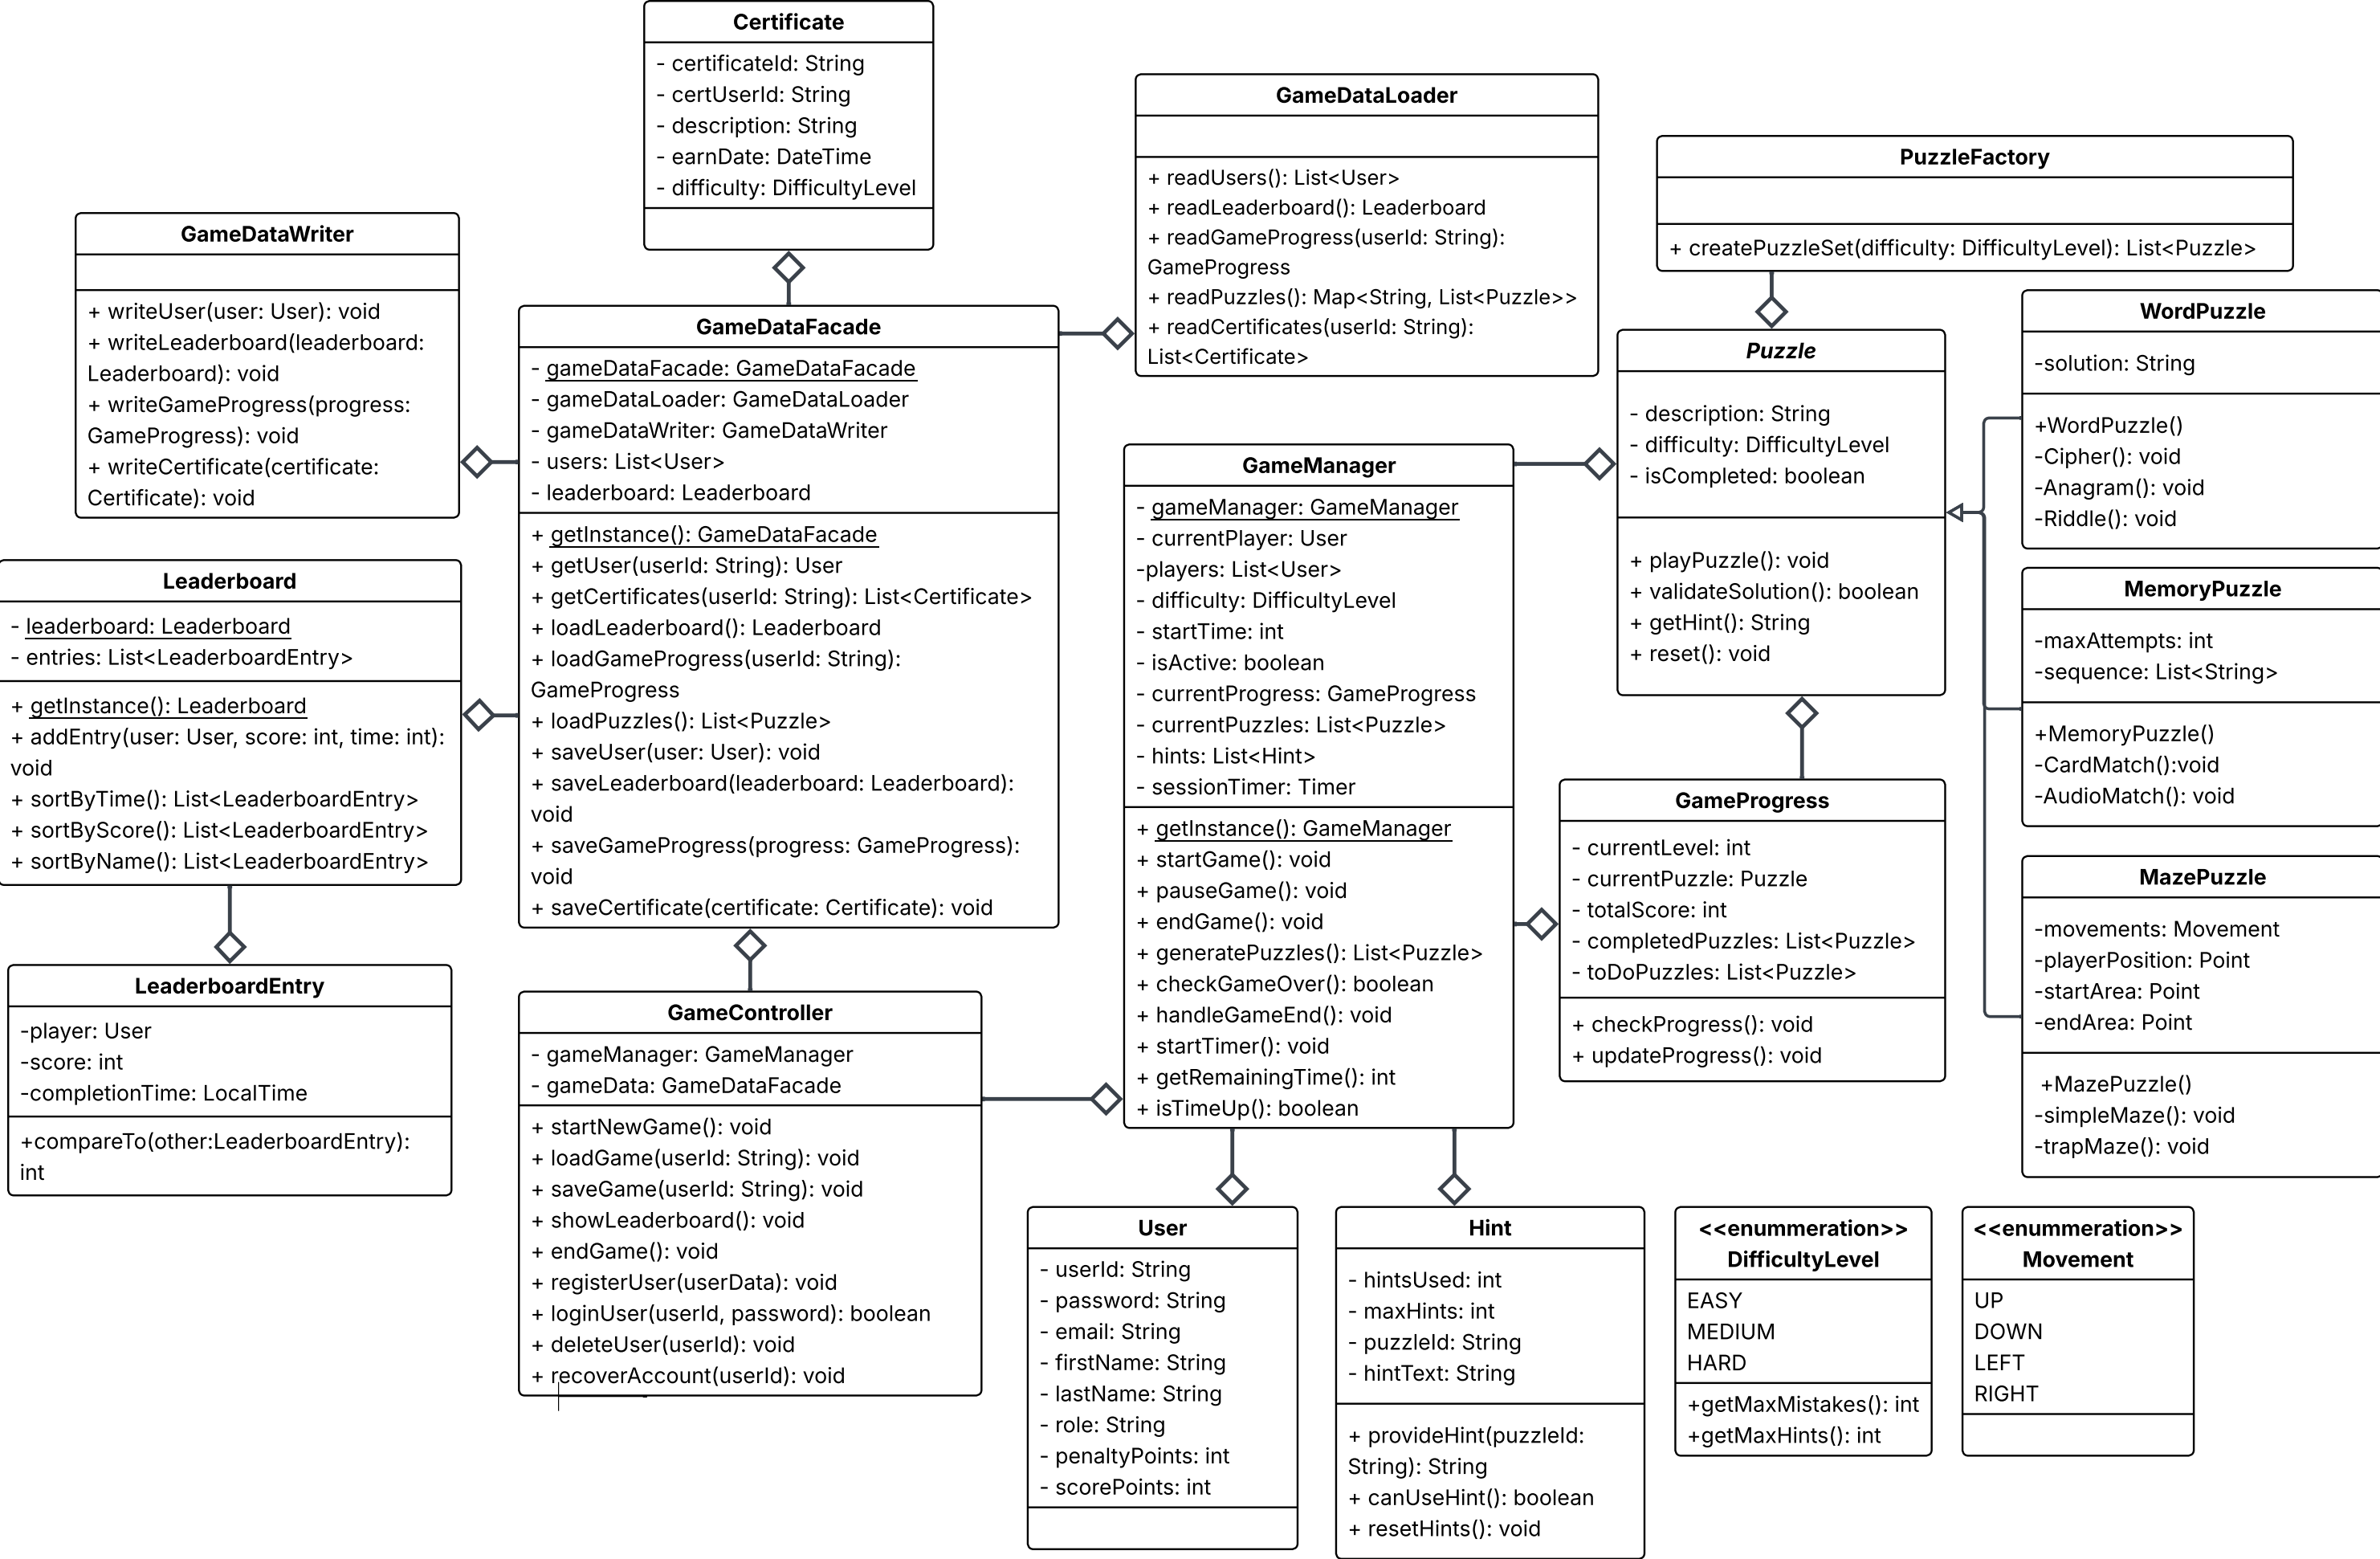 Certificate
- certificateId: String
- certUserId: String
- description: String
- earnDate: DateTime
- difficulty: DifficultyLevel
GameDataLoader
+ readUsers(): List<User>
+ readLeaderboard(): Leaderboard
+ readGameProgress(userId: String):
GameProgress
+ readPuzzles(): Map<String, List<Puzzle>>
+ readCertificates(userId: String):
List<Certificate>
PuzzleFactory
+ createPuzzleSet(difficulty: DifficultyLevel): List<Puzzle>
GameDataWriter
+ writeUser(user: User): void
+ writeLeaderboard(leaderboard:
Leaderboard): void
+ writeGameProgress(progress:
GameProgress): void
+ writeCertificate(certificate:
Certificate): void
GameDataFacade
- gameDataFacade: GameDataFacade
- gameDataLoader: GameDataLoader
- gameDataWriter: GameDataWriter
- users: List<User>
- leaderboard: Leaderboard
+ getInstance(): GameDataFacade
+ getUser(userId: String): User
+ getCertificates(userId: String): List<Certificate>
+ loadLeaderboard(): Leaderboard
+ loadGameProgress(userId: String):
GameProgress
+ loadPuzzles(): List<Puzzle>
+ saveUser(user: User): void
+ saveLeaderboard(leaderboard: Leaderboard):
void
+ saveGameProgress(progress: GameProgress):
void
+ saveCertificate(certificate: Certificate): void
Puzzle
- description: String
- difficulty: DifficultyLevel
- isCompleted: boolean
+ playPuzzle(): void
+ validateSolution(): boolean
+ getHint(): String
+ reset(): void
WordPuzzle
-solution: String
+WordPuzzle()
-Cipher(): void
-Anagram(): void
-Riddle(): void
GameManager
- gameManager: GameManager
- currentPlayer: User
-players: List<User>
- difficulty: DifficultyLevel
- startTime: int
- isActive: boolean
- currentProgress: GameProgress
- currentPuzzles: List<Puzzle>
- hints: List<Hint>
- sessionTimer: Timer
+ getInstance(): GameManager
+ startGame(): void
+ pauseGame(): void
+ endGame(): void
+ generatePuzzles(): List<Puzzle>
+ checkGameOver(): boolean
+ handleGameEnd(): void
+ startTimer(): void
+ getRemainingTime(): int
+ isTimeUp(): boolean
Leaderboard
- leaderboard: Leaderboard
- entries: List<LeaderboardEntry>
+ getInstance(): Leaderboard
+ addEntry(user: User, score: int, time: int):
void
+ sortByTime(): List<LeaderboardEntry>
+ sortByScore(): List<LeaderboardEntry>
+ sortByName(): List<LeaderboardEntry>
MemoryPuzzle
-maxAttempts: int
-sequence: List<String>
+MemoryPuzzle()
-CardMatch():void
-AudioMatch(): void
GameProgress
- currentLevel: int
- currentPuzzle: Puzzle
- totalScore: int
- completedPuzzles: List<Puzzle>
- toDoPuzzles: List<Puzzle>
+ checkProgress(): void
+ updateProgress(): void
MazePuzzle
-movements: Movement
-playerPosition: Point
-startArea: Point
-endArea: Point
+MazePuzzle()
-simpleMaze(): void
-trapMaze(): void
LeaderboardEntry
-player: User
-score: int
-completionTime: LocalTime
+compareTo(other:LeaderboardEntry):
int
GameController
- gameManager: GameManager
- gameData: GameDataFacade
+ startNewGame(): void
+ loadGame(userId: String): void
+ saveGame(userId: String): void
+ showLeaderboard(): void
+ endGame(): void
+ registerUser(userData): void
+ loginUser(userId, password): boolean
+ deleteUser(userId): void
+ recoverAccount(userId): void
User
- userId: String
- password: String
- email: String
- firstName: String
- lastName: String
- role: String
- penaltyPoints: int
- scorePoints: int
Hint
- hintsUsed: int
- maxHints: int
- puzzleId: String
- hintText: String
+ provideHint(puzzleId:
String): String
+ canUseHint(): boolean
+ resetHints(): void
<<enummeration>>
DifficultyLevel
EASY
MEDIUM
HARD
+getMaxMistakes(): int
+getMaxHints(): int
<<enummeration>>
Movement
UP
DOWN
LEFT
RIGHT